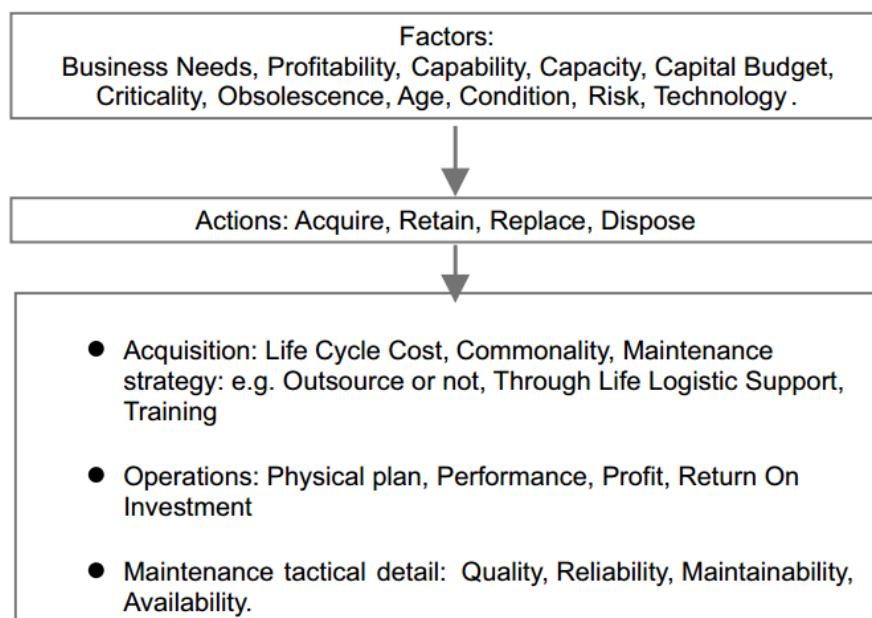 Factors:
Business Needs, Profitability, Capability, Capacity, Capital Budget,
Criticality, Obsolescence, Age, Condition, Risk, Technology.
Actions: Acquire, Retain, Replace, Dispose
● Acquisition: Life Cycle Cost, Commonality, Maintenance
strategy: e.g. Outsource or not, Through Life Logistic Support,
Training
● Operations: Physical plan, Performance, Profit, Return On
Investment
● Maintenance tactical detail: Quality, Reliability, Maintainability,
Availability.